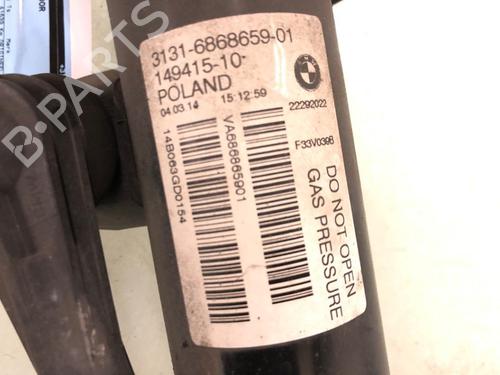 3131-6868659-01
149415-10-
POLAND
04.03.14 15:12:59
22292022
F33V0398
14B063GD0154
VA686865901
DO NOT OPEN
GAS PRESSURE
B-PARTS